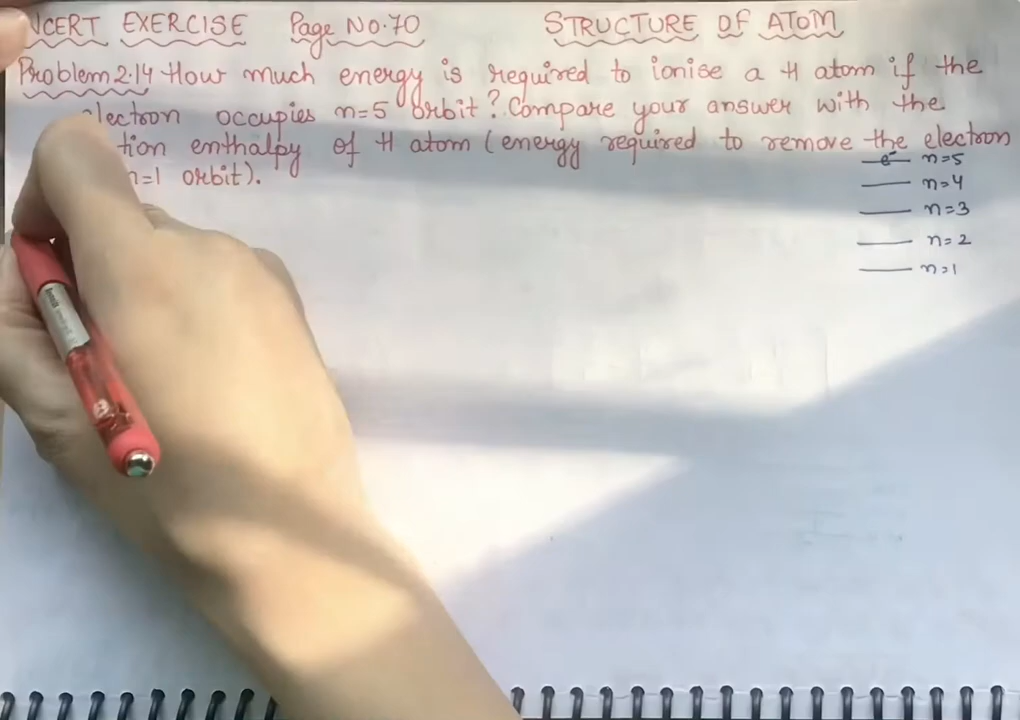 NCERT EXERCISE Page No.70 STRUCTURE OF ATOM
Problem 2.14 How much energy is required to ionise a H atom if the
electron occupies n=5 orbit? Compare your answer with the
tion enthalpy of H atom (energy required to remove the electron
n=1 orbit).
e- n=5
n=4
n=3
n=2
n=1